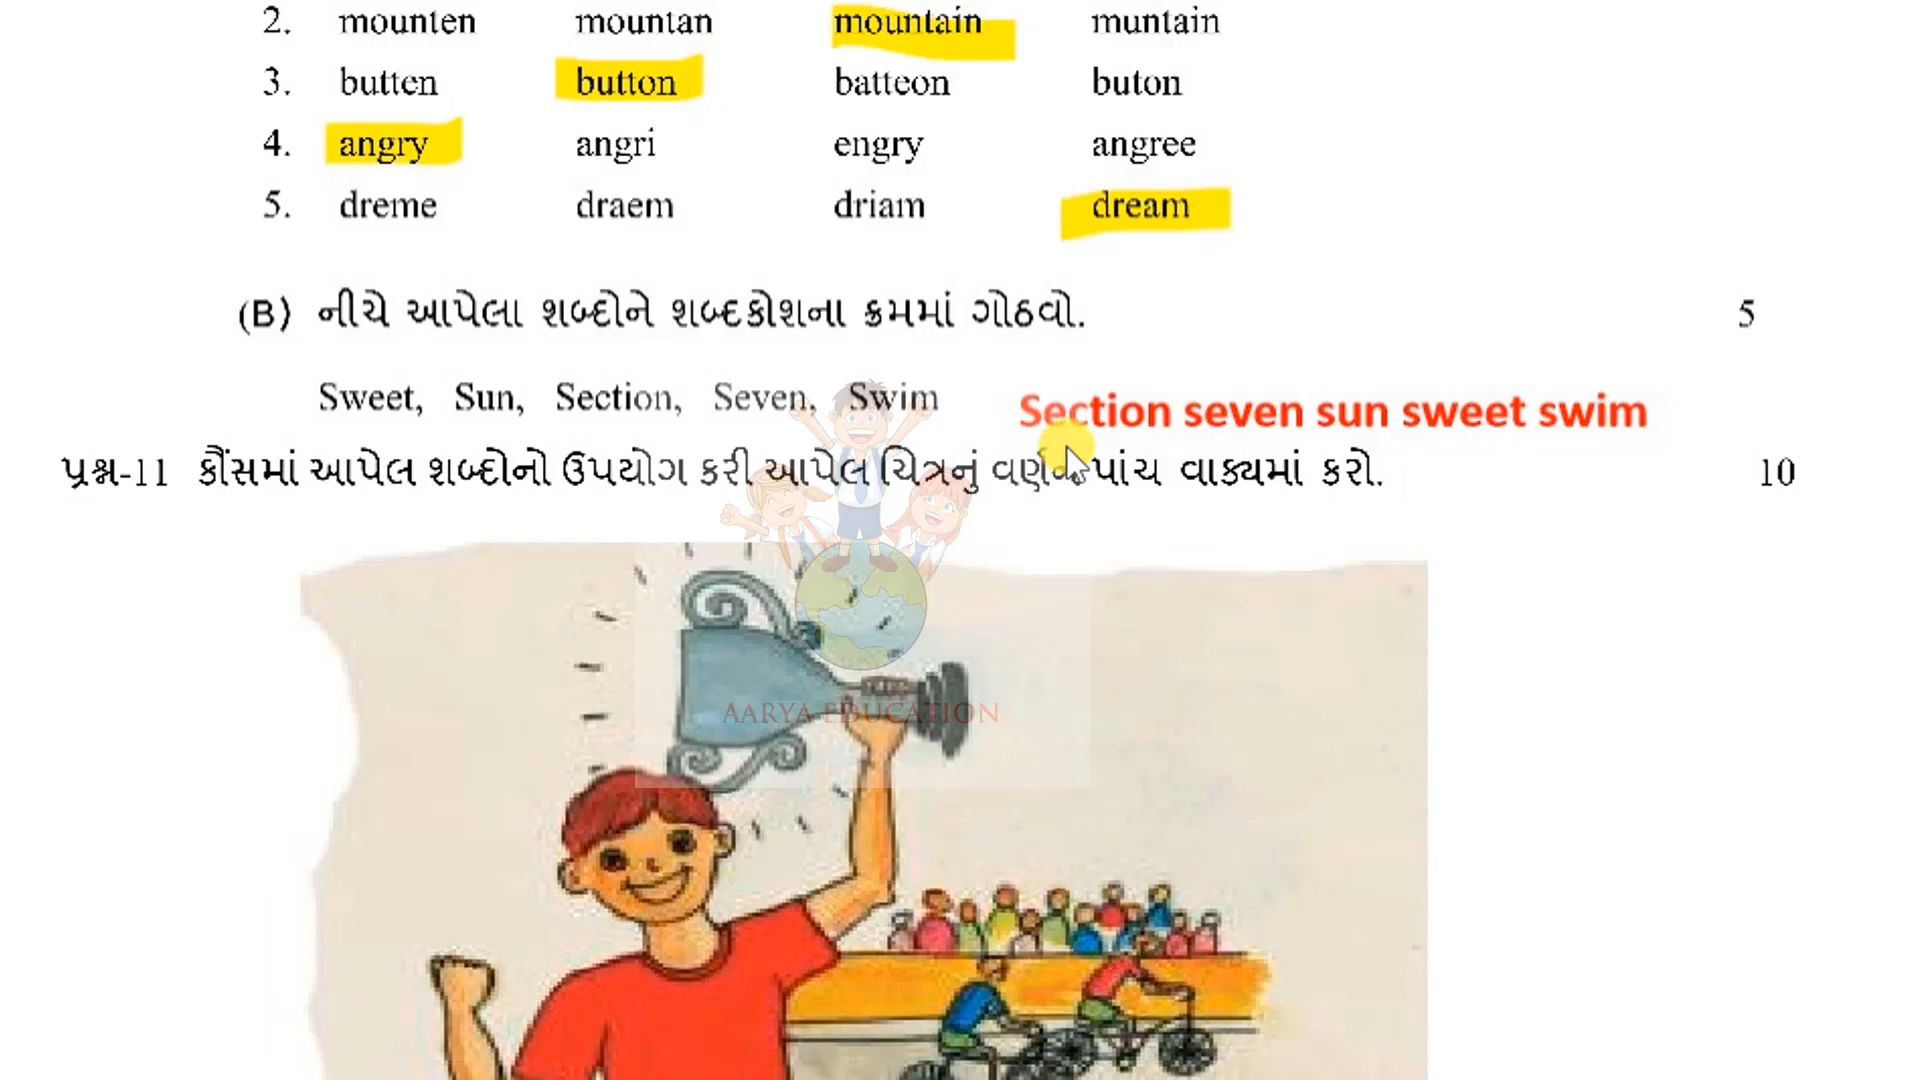 2. mounten mountan mountain muntain
3. butten button batteon buton
4. angry angri engry angree
5. dreme draem driam dream
(B) નીચે આપેલા શબ્દોને શબ્દકોશના ક્રમમાં ગોઠવો. 5
Sweet, Sun, Section, Seven, Swim Section seven sun sweet swim
પ્રશ્ન-11 કૌંસમાં આપેલ શબ્દોનો ઉપયોગ કરી આપેલ ચિત્રનું પાંચ વાક્યમાં કરો. 10
AARYA EDUCATION